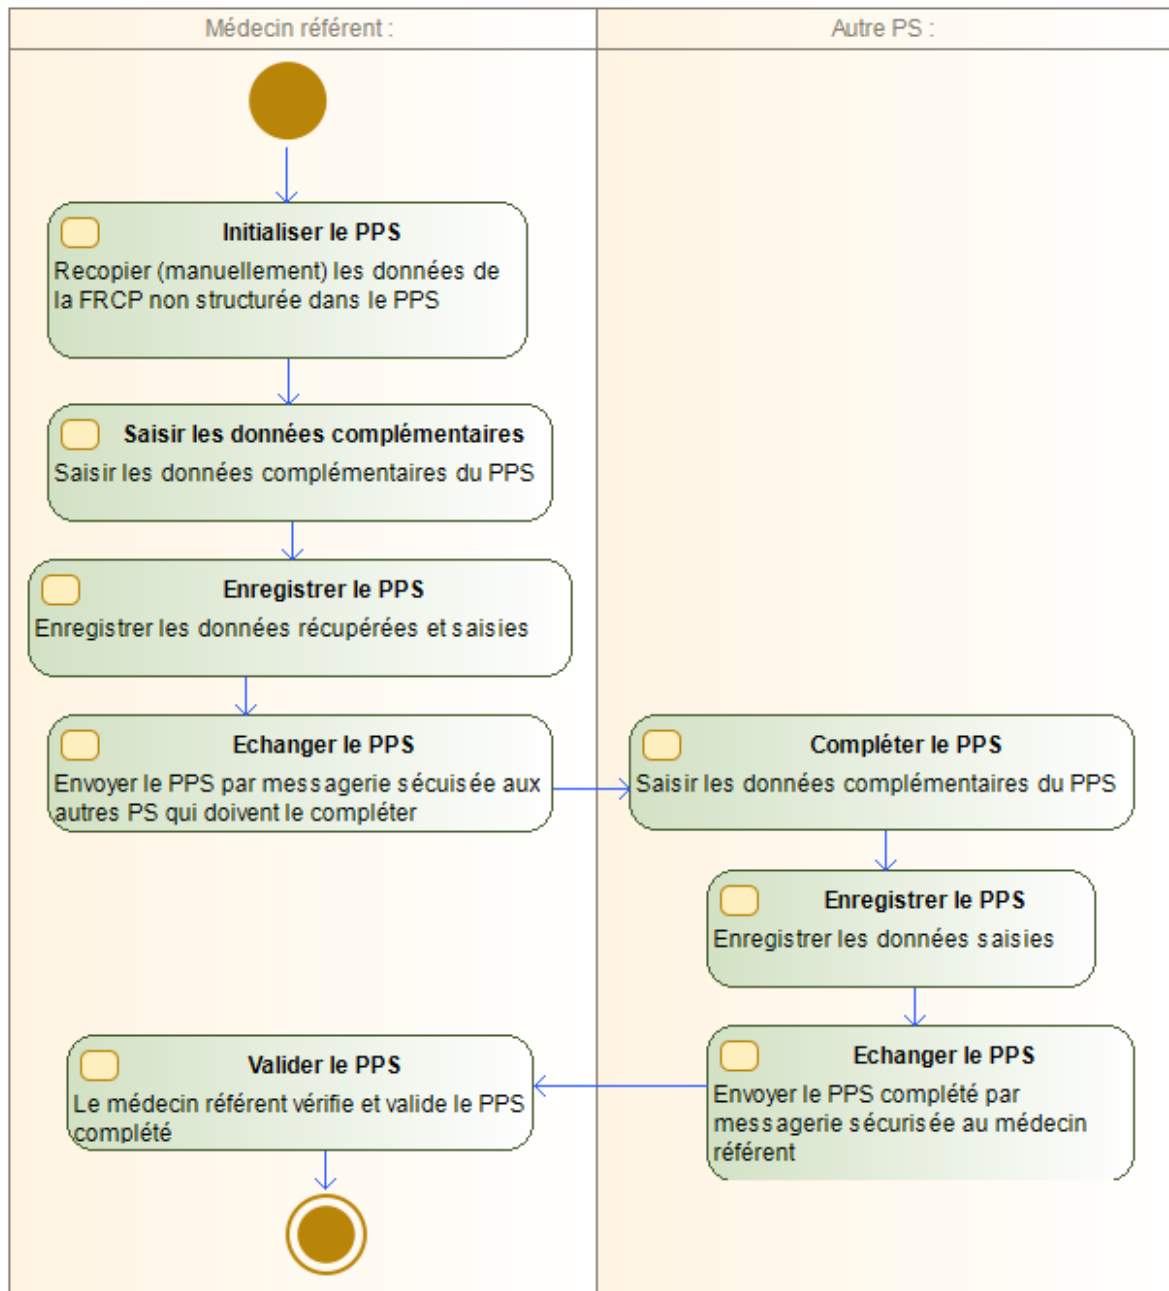 Médecin référent :
Autre PS :
Initialiser le PPS
Recopier (manuellement) les données de
la FRCP non structurée dans le PPS
Saisir les données complémentaires
Saisir les données complémentaires du PPS
Enregistrer le PPS
Enregistrer les données récupérées et saisies
Echanger le PPS
Envoyer le PPS par messagerie sécuisée aux
autres PS qui doivent le compléter
Compléter le PPS
Saisir les données complémentaires du PPS
Enregistrer le PPS
Enregistrer les données saisies
Echanger le PPS
Envoyer le PPS complété par
messagerie sécurisée au médecin
référent
Valider le PPS
Le médecin référent vérifie et valide le PPS
complété